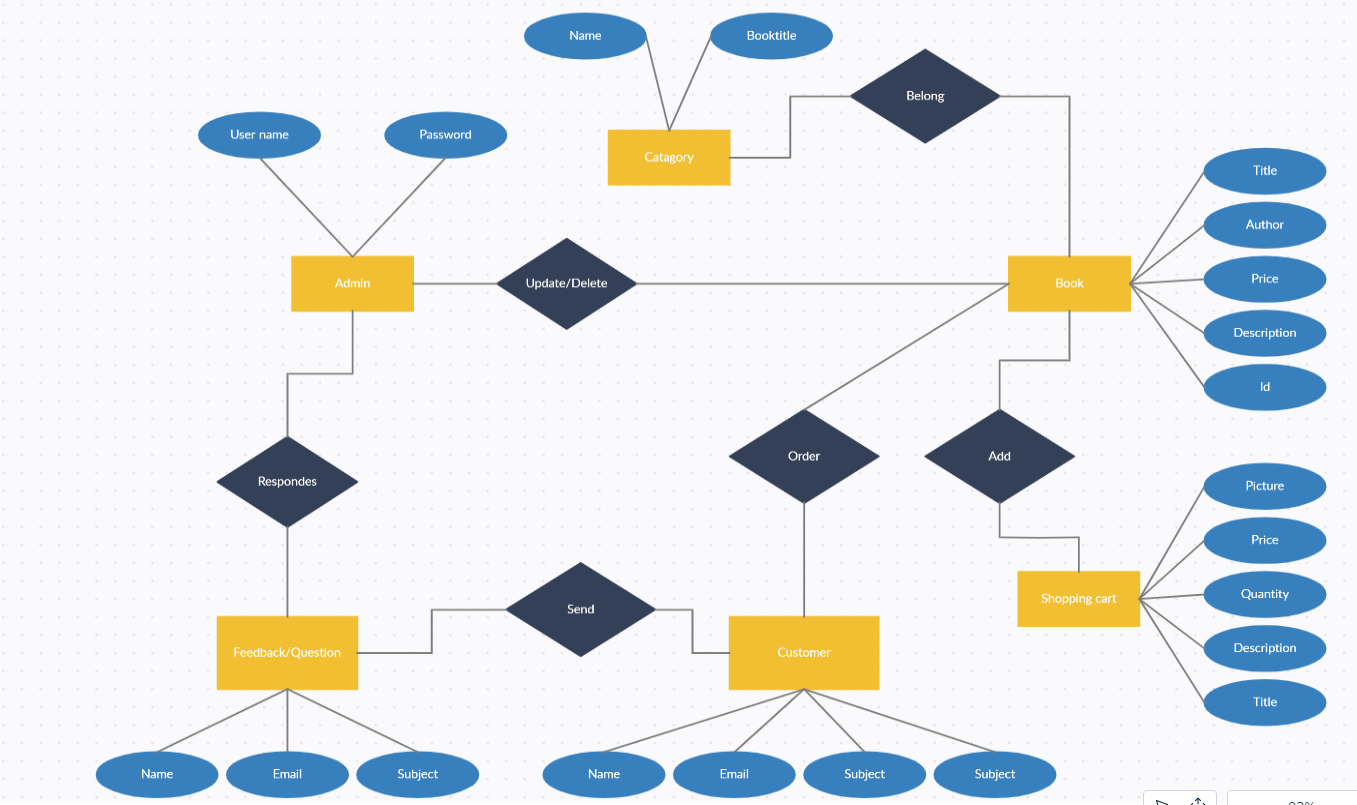 Name
Booktitle
Belong
User name
Password
Catagory
Title
Author
Admin
Update/Delete
Book
Price
Description
Id
Respondes
Order
Add
Picture
Price
Quantity
Shopping cart
Send
Feedback/Question
Customer
Description
Title
Name
Email
Subject
Name
Email
Subject
Subject